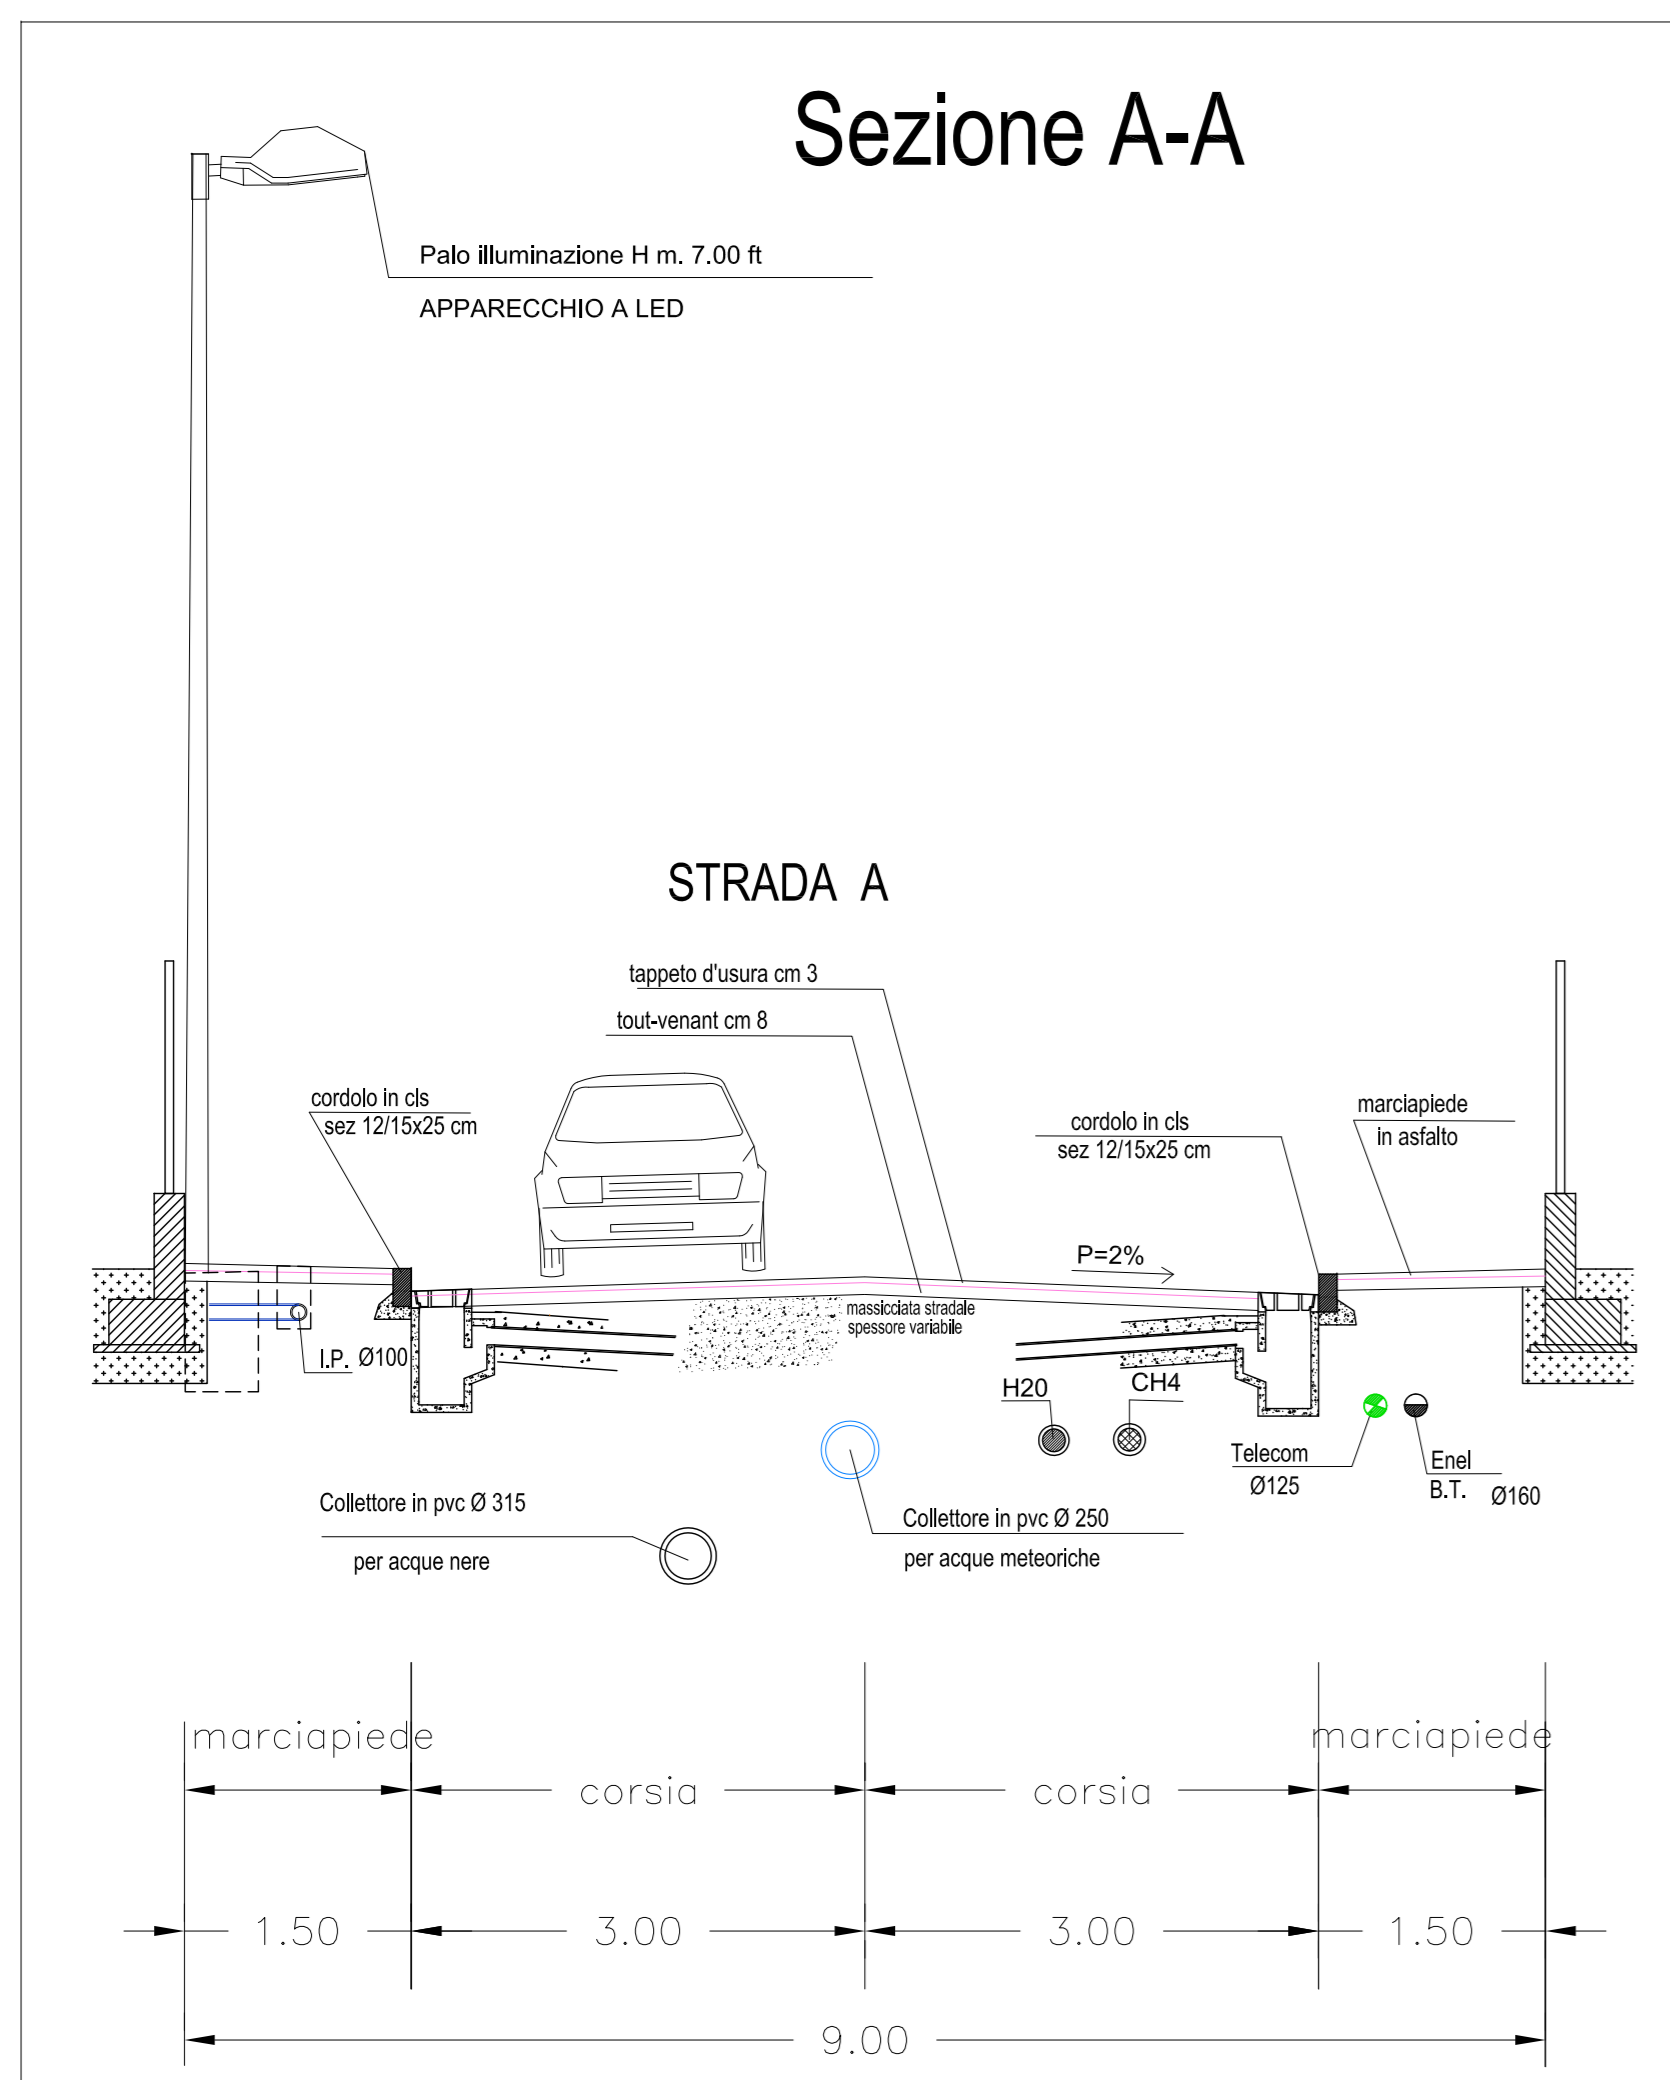 Sezione A-A
Palo illuminazione H m. 7.00 ft
APPARECCHIO A LED
STRADA A
tappeto d'usura cm 3
tout-venant cm 8
cordolo in cls
sez 12/15x25 cm
cordolo in cls
sez 12/15x25 cm
marciapiede
in asfalto
P=2%
massicciata stradale
spessore variabile
I.P. Ø100
H20
CH4
Telecom
Ø125
Enel
B.T. Ø160
Collettore in pvc Ø 315
per acque nere
Collettore in pvc Ø 250
per acque meteoriche
marciapiede
marciapiede
corsia
corsia
1.50
3.00
3.00
1.50
9.00